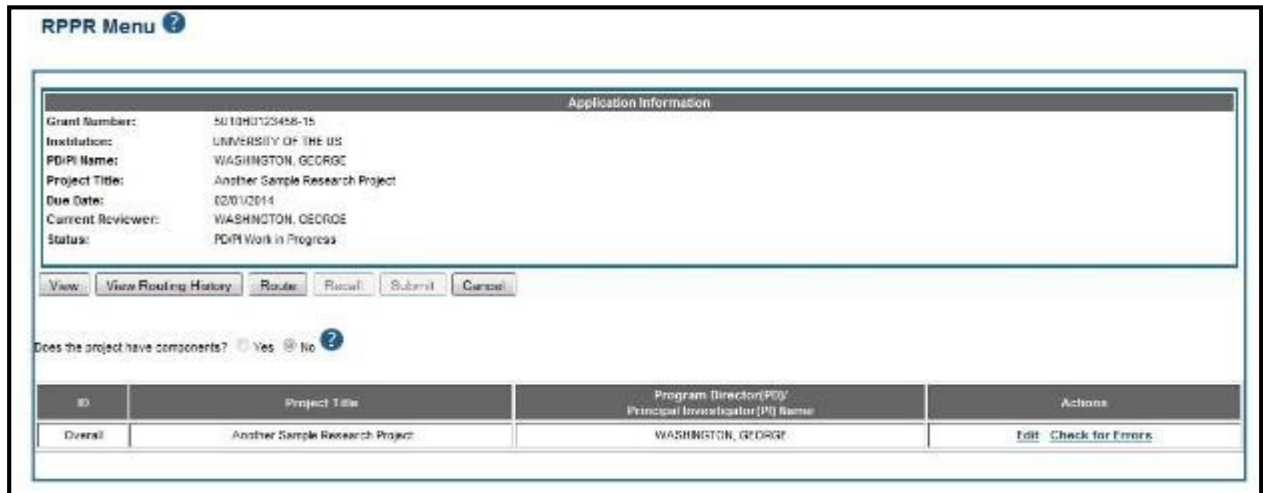 RPPR Menu ?
Application Information
Grant Number: 5U10HD123456-15
Institution: UNIVERSITY OF THE US
PD/PI Name: WASHINGTON, GEORGE
Project Title: Another Sample Research Project
Due Date: 02/01/2014
Current Reviewer: WASHINGTON, GEORGE
Status: PD/PI Work in Progress
View View Routing History Route Recall Submit Cancel
Does the project have components? Yes No ?
ID Project Title Program Director(PD)/ Actions
Principal Investigator(PI) Name
Overall Another Sample Research Project WASHINGTON, GEORGE Edit Check for Errors